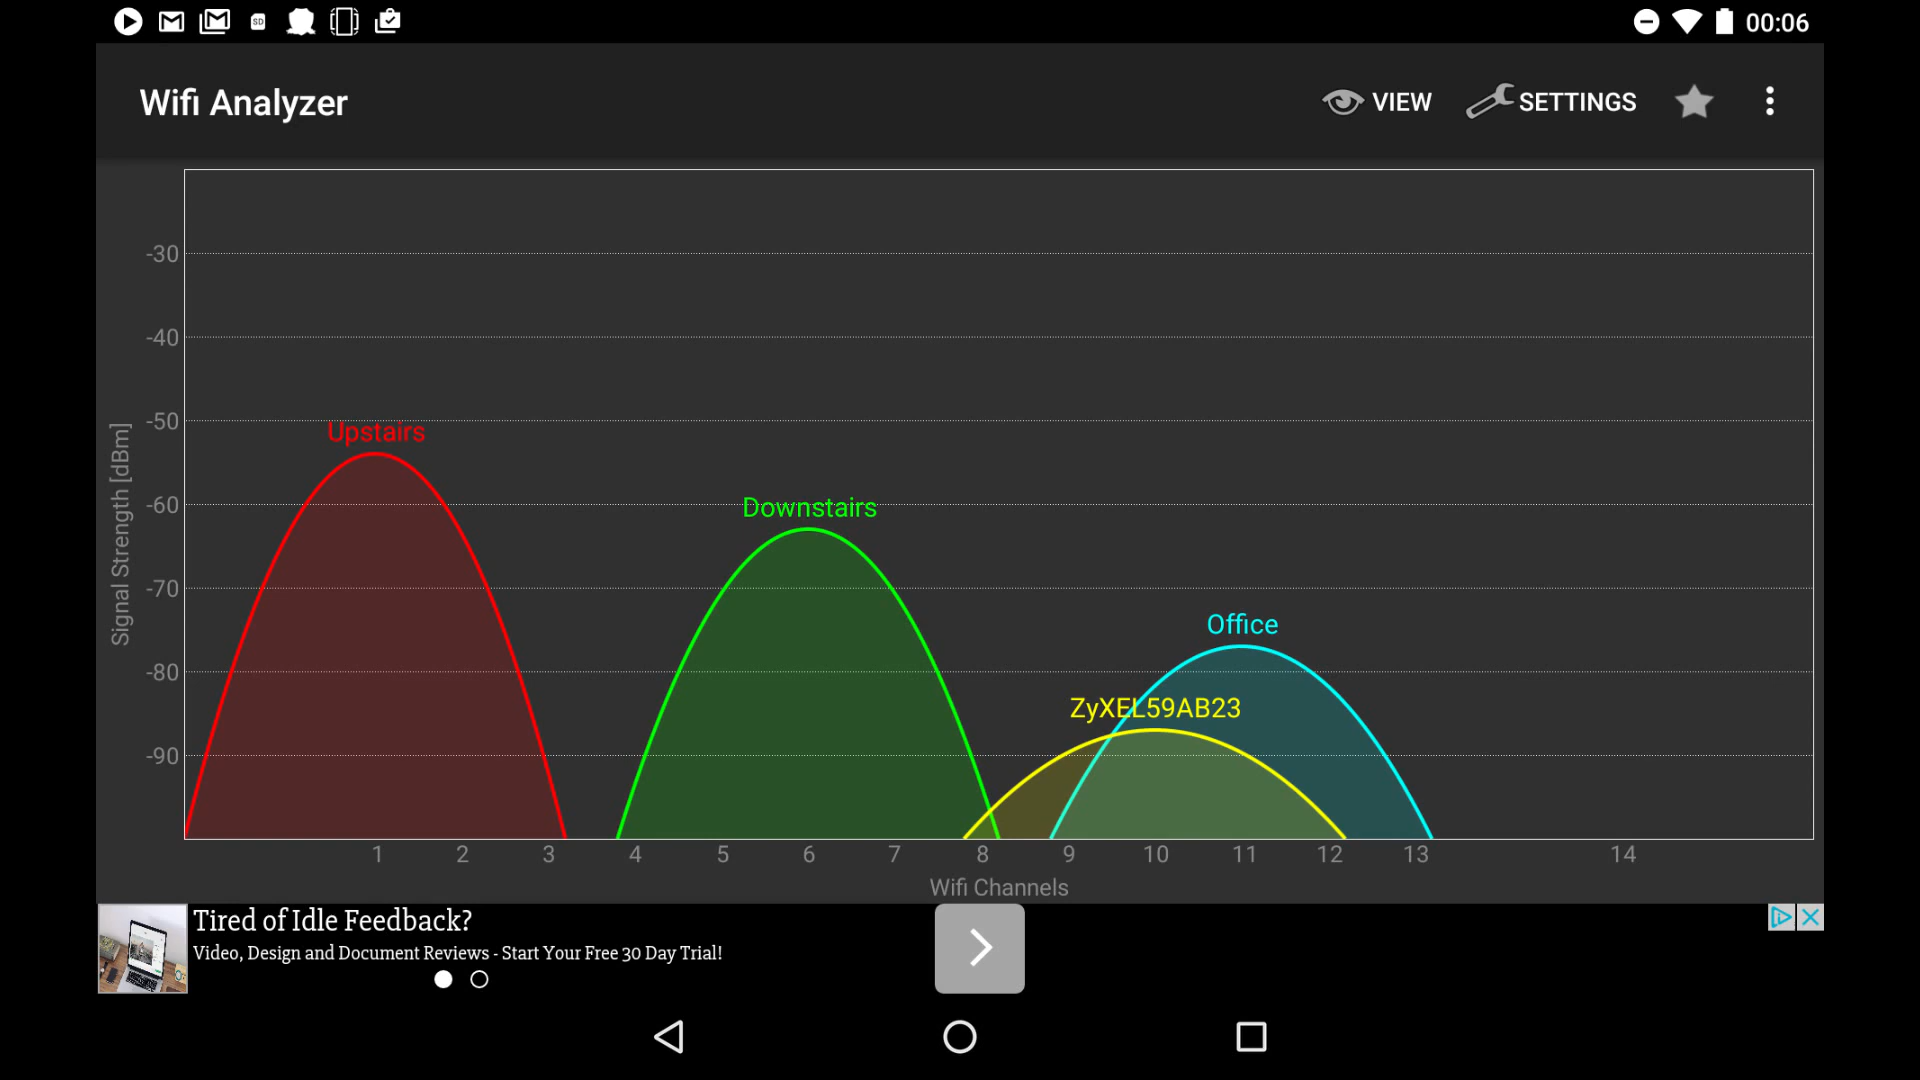 SD
00:06
Wifi Analyzer
VIEW
SETTINGS
-30
-40
-50
-60
-70
-80
-90
Signal Strength [dBm]
Upstairs
Downstairs
Office
ZyXEL59AB23
1 2 3 4 5 6 7 8 9 10 11 12 13 14
Wifi Channels
Tired of Idle Feedback?
Video, Design and Document Reviews - Start Your Free 30 Day Trial!